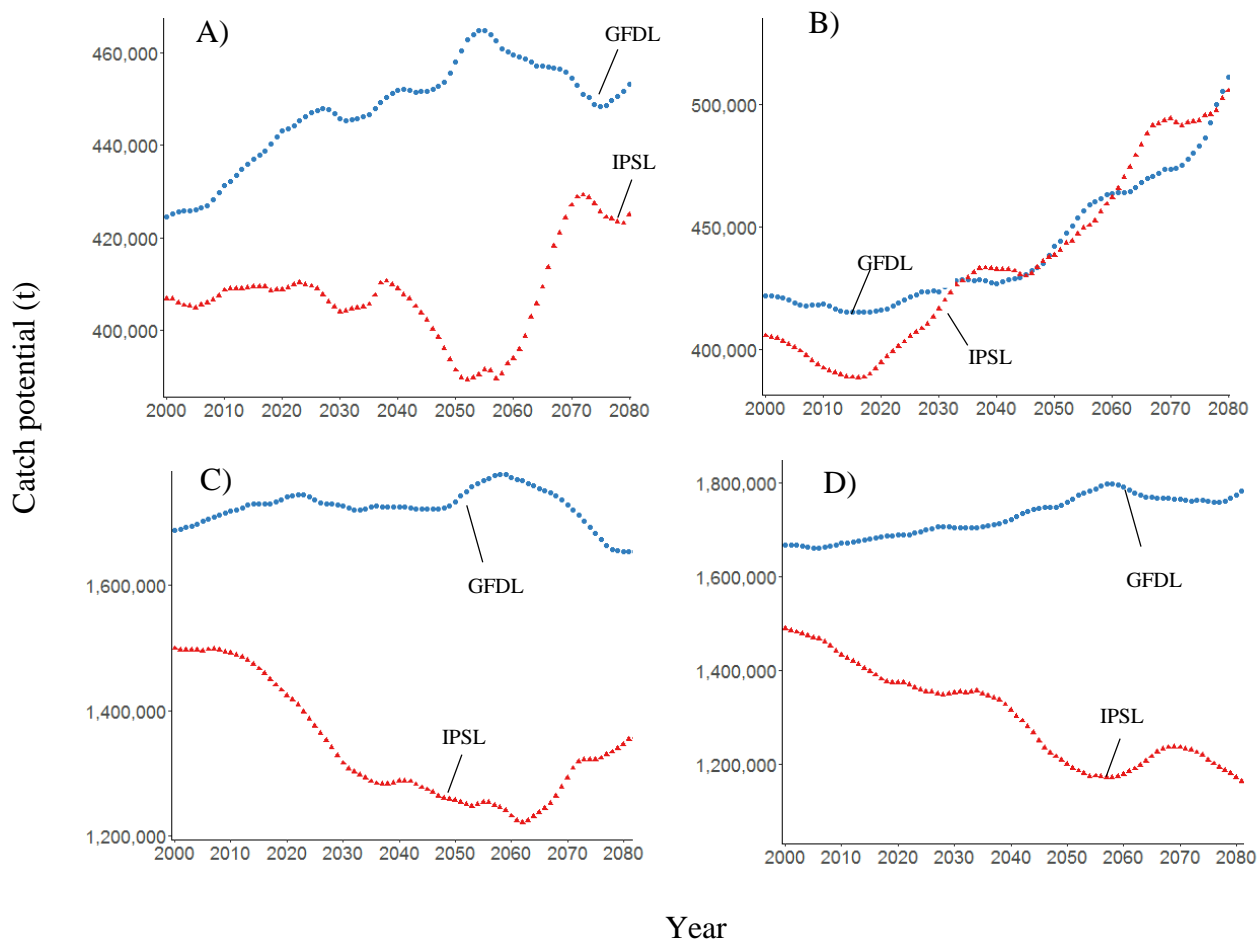 A)
GFDL
IPSL
460,000
440,000
420,000
400,000
2000 2010 2020 2030 2040 2050 2060 2070 2080
B)
GFDL
IPSL
500,000
450,000
400,000
2000 2010 2020 2030 2040 2050 2060 2070 2080
Catch potential (t)
C)
GFDL
IPSL
1,600,000
1,400,000
1,200,000
2000 2010 2020 2030 2040 2050 2060 2070 2080
D)
GFDL
IPSL
1,800,000
1,600,000
1,400,000
1,200,000
2000 2010 2020 2030 2040 2050 2060 2070 2080
Year